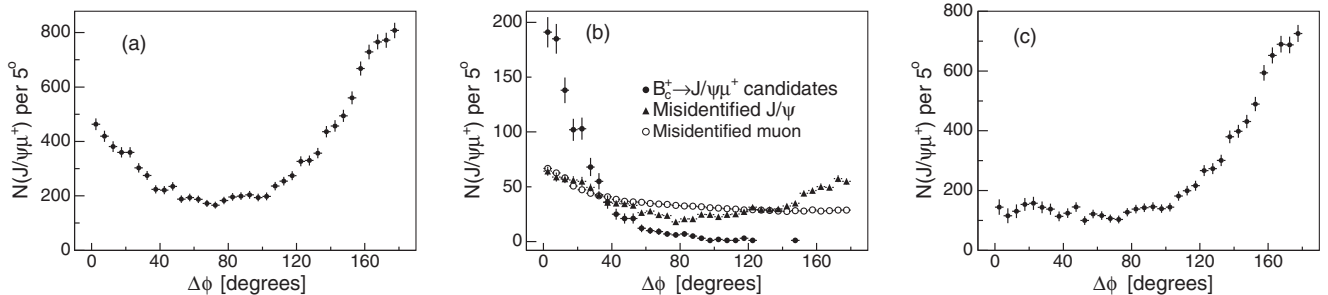 (a)
N(J/ψμ⁺) per 5°
800
600
400
200
0
0 40 80 120 160
Δϕ [degrees]
(b)
N(J/ψμ⁺) per 5°
200
150
100
50
0
B_c⁺→J/ψμ⁺ candidates
Misidentified J/ψ
Misidentified muon
0 40 80 120 160
Δϕ [degrees]
(c)
N(J/ψμ⁺) per 5°
800
600
400
200
0
0 40 80 120 160
Δϕ [degrees]